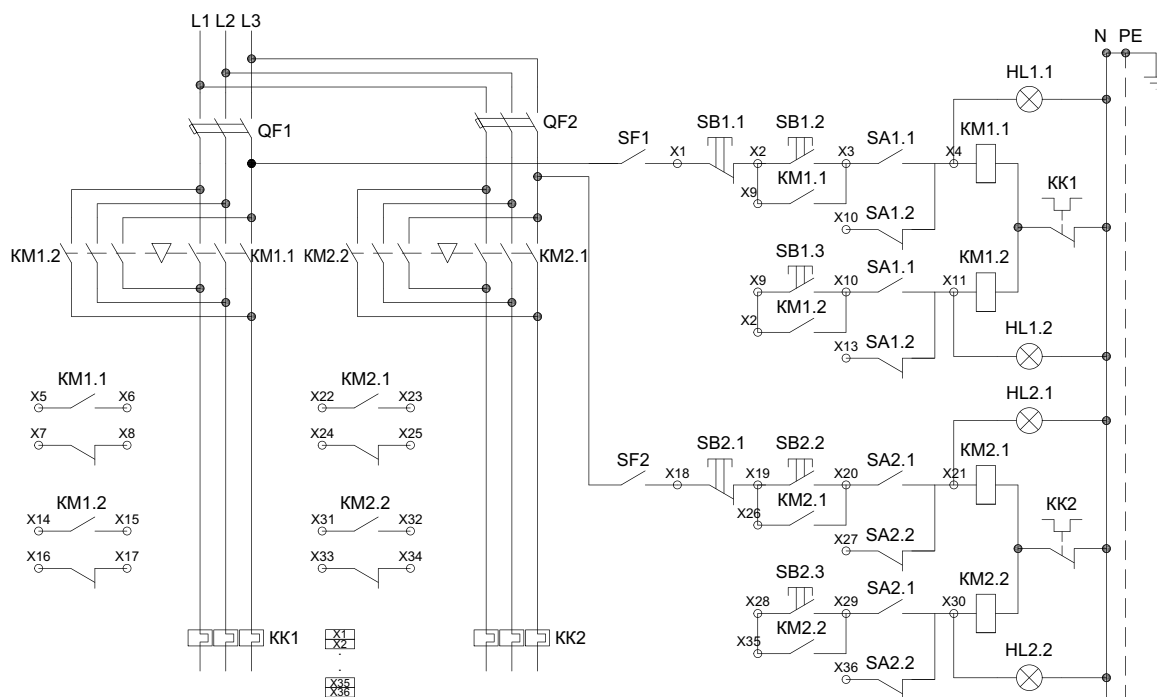 L1 L2 L3
N PE
HL1.1
QF1
QF2
SF1
X1
SB1.1
X2
SB1.2
X3
SA1.1
X4
KM1.1
X9
KM1.1
KK1
X10
SA1.2
KM1.2
KM1.1
KM2.2
KM2.1
X9
SB1.3
X10
SA1.1
X11
KM1.2
X2
KM1.2
HL1.2
X13
SA1.2
KM1.1
X5
X6
X7
X8
KM2.1
X22
X23
X24
X25
HL2.1
SF2
X18
SB2.1
X19
SB2.2
X20
SA2.1
X21
KM2.1
X26
KM2.1
KK2
X27
SA2.2
KM1.2
X14
X15
X16
X17
KM2.2
X31
X32
X33
X34
X28
SB2.3
X29
SA2.1
X30
KM2.2
X35
KM2.2
HL2.2
X36
SA2.2
KK1
KK2
X1
X2
.
.
X35
X36